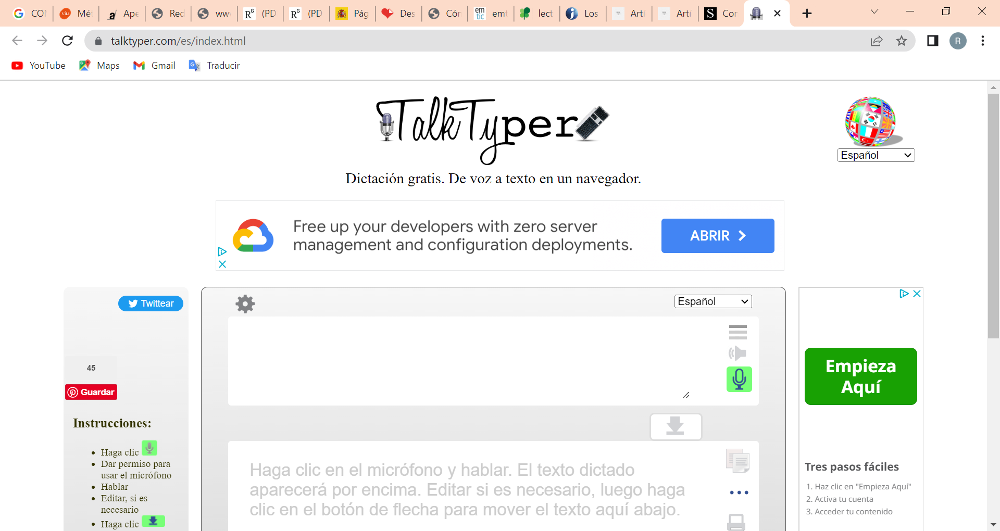 COI
viu
Mét
a
Ape
Red
ww
RG
(PD
RG
(PD
Pág
Des
Cón
em
tic
emt
lect
Los
Artí
Artí
S
Cor
talktyper.com/es/index.html
R
YouTube
Maps
Gmail
Traducir
TalkTyper
Español
Dictación gratis. De voz a texto en un navegador.
Free up your developers with zero server
management and configuration deployments.
ABRIR
Twittear
45
Guardar
Instrucciones:
Haga clic
Dar permiso para
usar el micrófono
Hablar
Editar, si es
necesario
Haga clic
Español
Haga clic en el micrófono y hablar. El texto dictado
aparecerá por encima. Editar si es necesario, luego haga
clic en el botón de flecha para mover el texto aquí abajo.
Empieza
Aquí
Tres pasos fáciles
1. Haz clic en "Empieza Aquí"
2. Activa tu cuenta
3. Acceder tu contenido